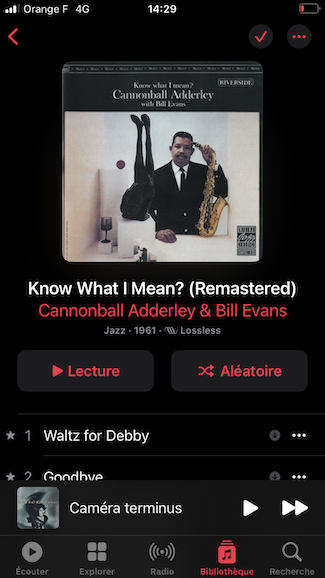 Orange F 4G 14:29
Know what I mean? RIVERSIDE
Cannonball Adderley
with Bill Evans
Know What I Mean? (Remastered)
Cannonball Adderley & Bill Evans
Jazz · 1961 · Lossless
Lecture Aléatoire
1 Waltz for Debby
2 Goodbye
Caméra terminus
Écouter Explorer Radio Bibliothèque Recherche